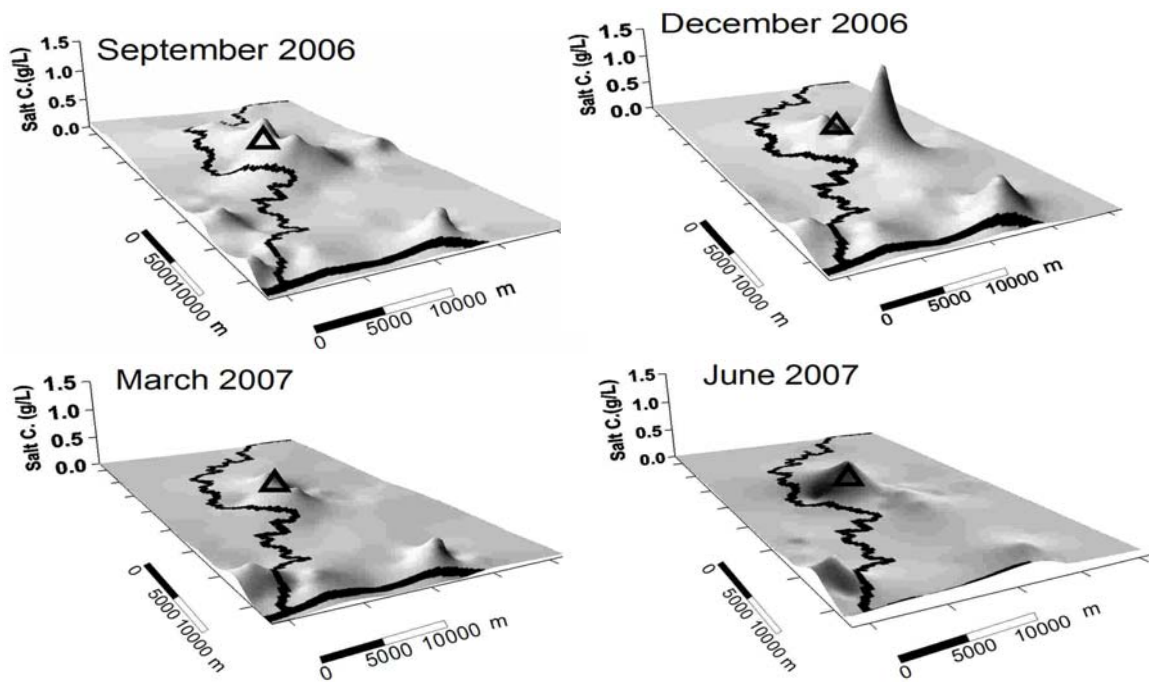 September 2006
Salt C.(g/L)
1.5
1.0
0.5
0.0
0 5000 10000 m
0 5000 10000 m
December 2006
Salt C.(g/L)
1.5
1.0
0.5
0.0
0 5000 10000 m
0 5000 10000 m
March 2007
Salt C.(g/L)
1.5
1.0
0.5
0.0
0 5000 10000 m
0 5000 10000 m
June 2007
Salt C.(g/L)
1.5
1.0
0.5
0.0
0 5000 10000 m
0 5000 10000 m